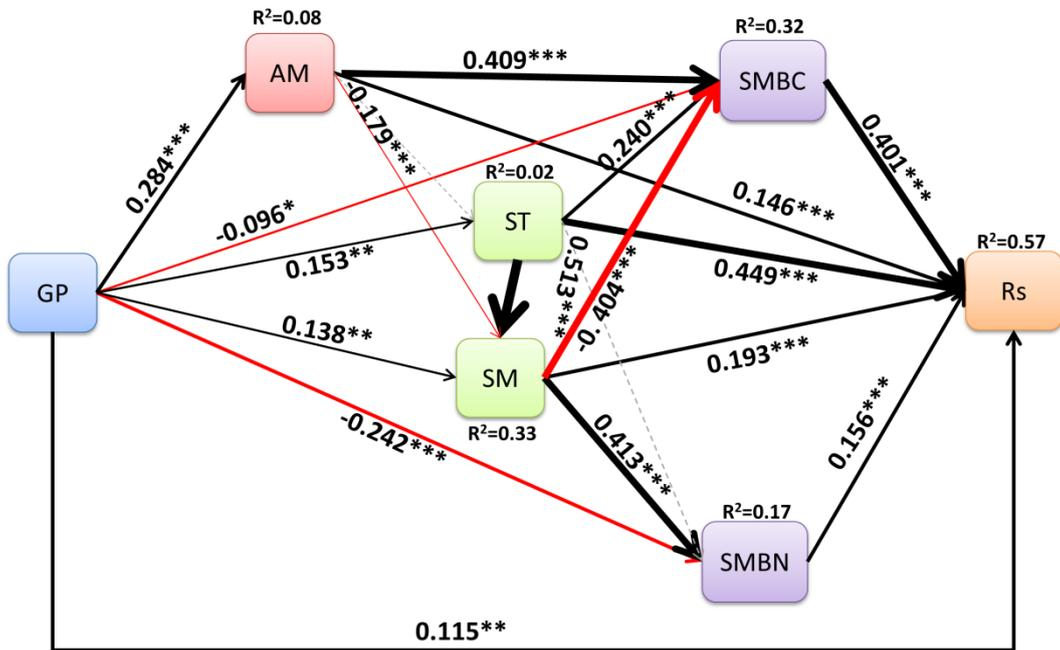 R²=0.08
AM
R²=0.32
SMBC
0.409***
-0.179***
0.284***
0.240***
0.401***
R²=0.02
ST
0.146***
-0.096*
0.153**
R²=0.57
Rs
0.449***
GP
0.513***
-0.404***
0.138**
SM
R²=0.33
0.193***
-0.242***
0.413***
0.156***
R²=0.17
SMBN
0.115**